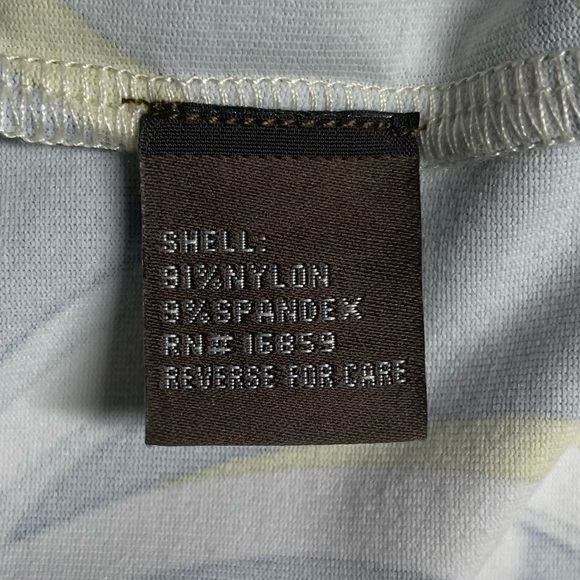 SHELL:
91%NYLON
9%SPANDEX
RN# 16859
REVERSE FOR CARE